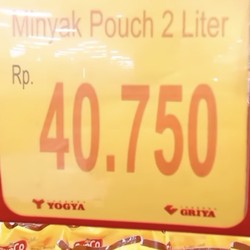 Minyak Pouch 2 Liter
Rp.
40.750
YOGYA GRIYA